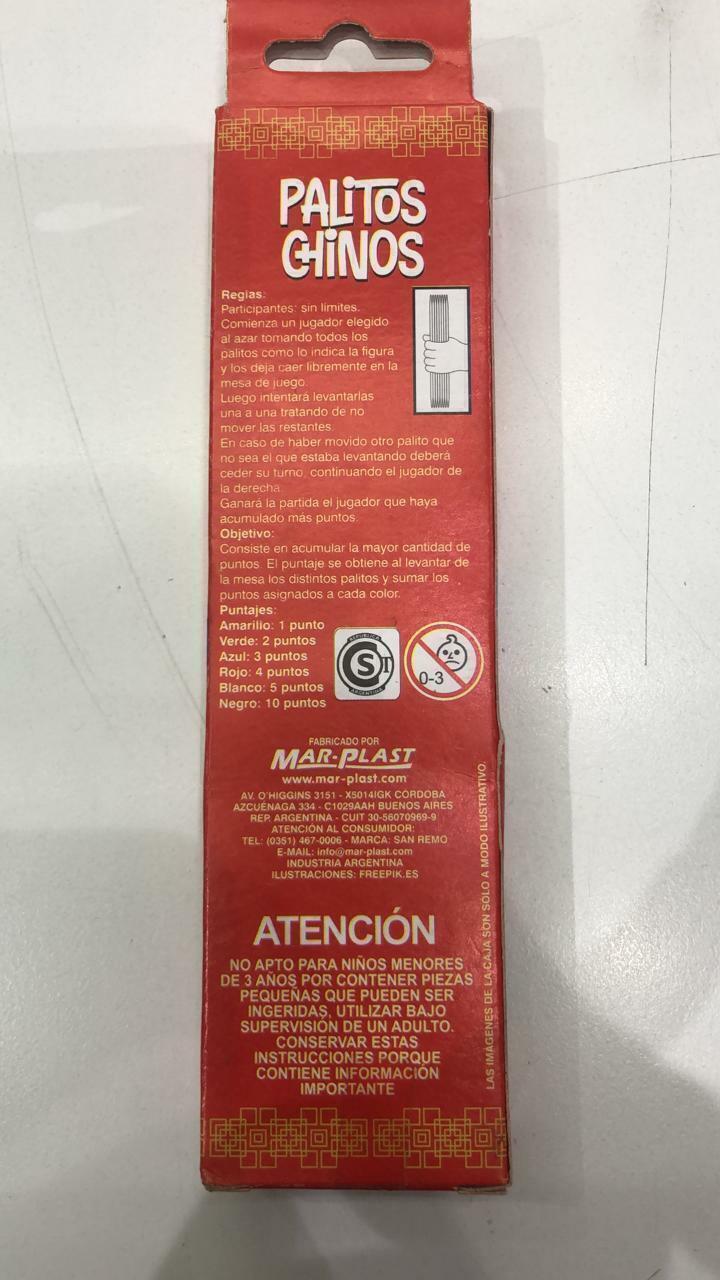 PALITOS
CHINOS
Reglas:
Participantes: sin limites.
Comienza un jugador elegido
al azar tomando todos los
palitos como lo indica la figura
y los deja caer libremente en la
mesa de juego.
Luego intentará levantarlas
una a una tratando de no
mover las restantes.
En caso de haber movido otro palito que
no sea el que estaba levantando deberá
ceder su turno, continuando el jugador de
la derecha.
Ganará la partida el jugador que haya
acumulado más puntos.
Objetivo:
Consiste en acumular la mayor cantidad de
puntos. El puntaje se obtiene al levantar de
la mesa los distintos palitos y sumar los
puntos asignados a cada color.
Puntajes:
Amarillo: 1 punto
Verde: 2 puntos
Azul: 3 puntos
Rojo: 4 puntos
Blanco: 5 puntos
Negro: 10 puntos
REPUBLICA
CST
ARGENTINA
0-3
FABRICADO POR
MAR-PLAST
www.mar-plast.com
AV. O'HIGGINS 3151 - X5014IGK CÓRDOBA
AZCUÉNAGA 334 - C1029AAH BUENOS AIRES
REP. ARGENTINA - CUIT 30-56070969-9
ATENCIÓN AL CONSUMIDOR:
TEL: (0351) 467-0006 - MARCA: SAN REMO
E-MAIL: info@mar-plast.com
INDUSTRIA ARGENTINA
ILUSTRACIONES: FREEPIK.ES
LAS IMÁGENES DE LA CAJA SON SÓLO A MODO ILUSTRATIVO.
ATENCIÓN
NO APTO PARA NIÑOS MENORES
DE 3 AÑOS POR CONTENER PIEZAS
PEQUEÑAS QUE PUEDEN SER
INGERIDAS, UTILIZAR BAJO
SUPERVISIÓN DE UN ADULTO.
CONSERVAR ESTAS
INSTRUCCIONES PORQUE
CONTIENE INFORMACIÓN
IMPORTANTE